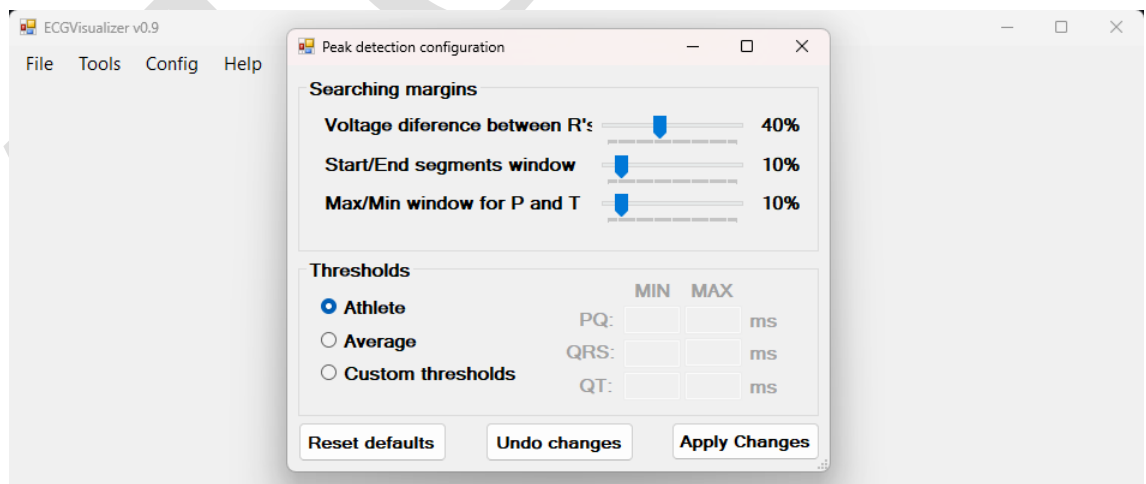 ECGVisualizer v0.9
File Tools Config Help
Peak detection configuration
Searching margins
Voltage diference between R's 40%
Start/End segments window 10%
Max/Min window for P and T 10%
Thresholds
MIN MAX
Athlete
PQ: ms
Average
QRS: ms
Custom thresholds
QT: ms
Reset defaults Undo changes Apply Changes